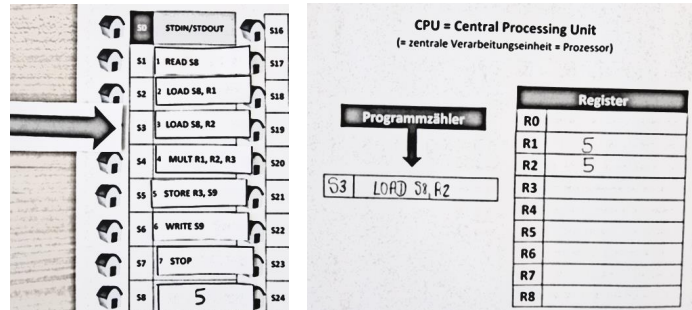 S0 STDIN/STDOUT S16
S1 1 READ S8 S17
S2 2 LOAD S8, R1 S18
S3 3 LOAD S8, R2 S19
S4 4 MULT R1, R2, R3 S20
S5 5 STORE R3, S9 S21
S6 6 WRITE S9 S22
S7 7 STOP S23
S8 5 S24
CPU = Central Processing Unit
(= zentrale Verarbeitungseinheit = Prozessor)
Programmzähler
S3 LOAD S8, R2
Register
R0
R1 5
R2 5
R3
R4
R5
R6
R7
R8